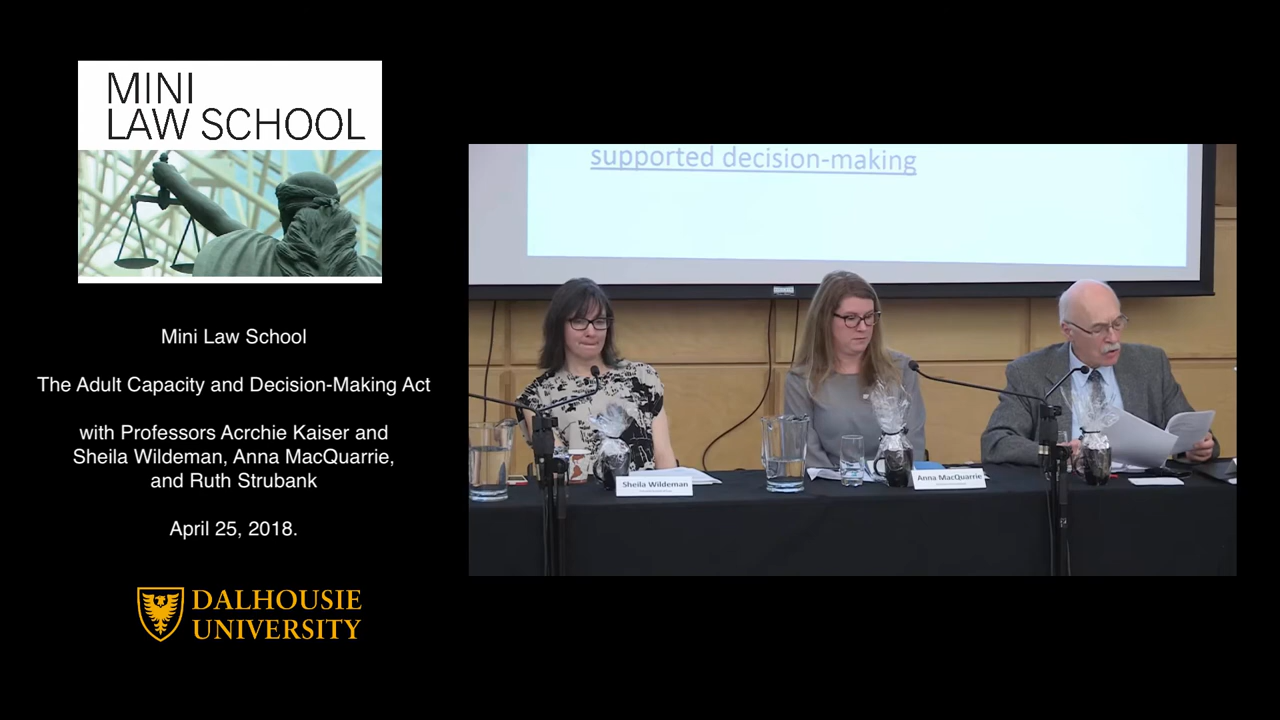 MINI
LAW SCHOOL
Mini Law School
The Adult Capacity and Decision-Making Act
with Professors Acrchie Kaiser and
Sheila Wildeman, Anna MacQuarrie,
and Ruth Strubank
April 25, 2018.
DALHOUSIE
UNIVERSITY
supported decision-making
Sheila Wildeman
Anna MacQuarrie